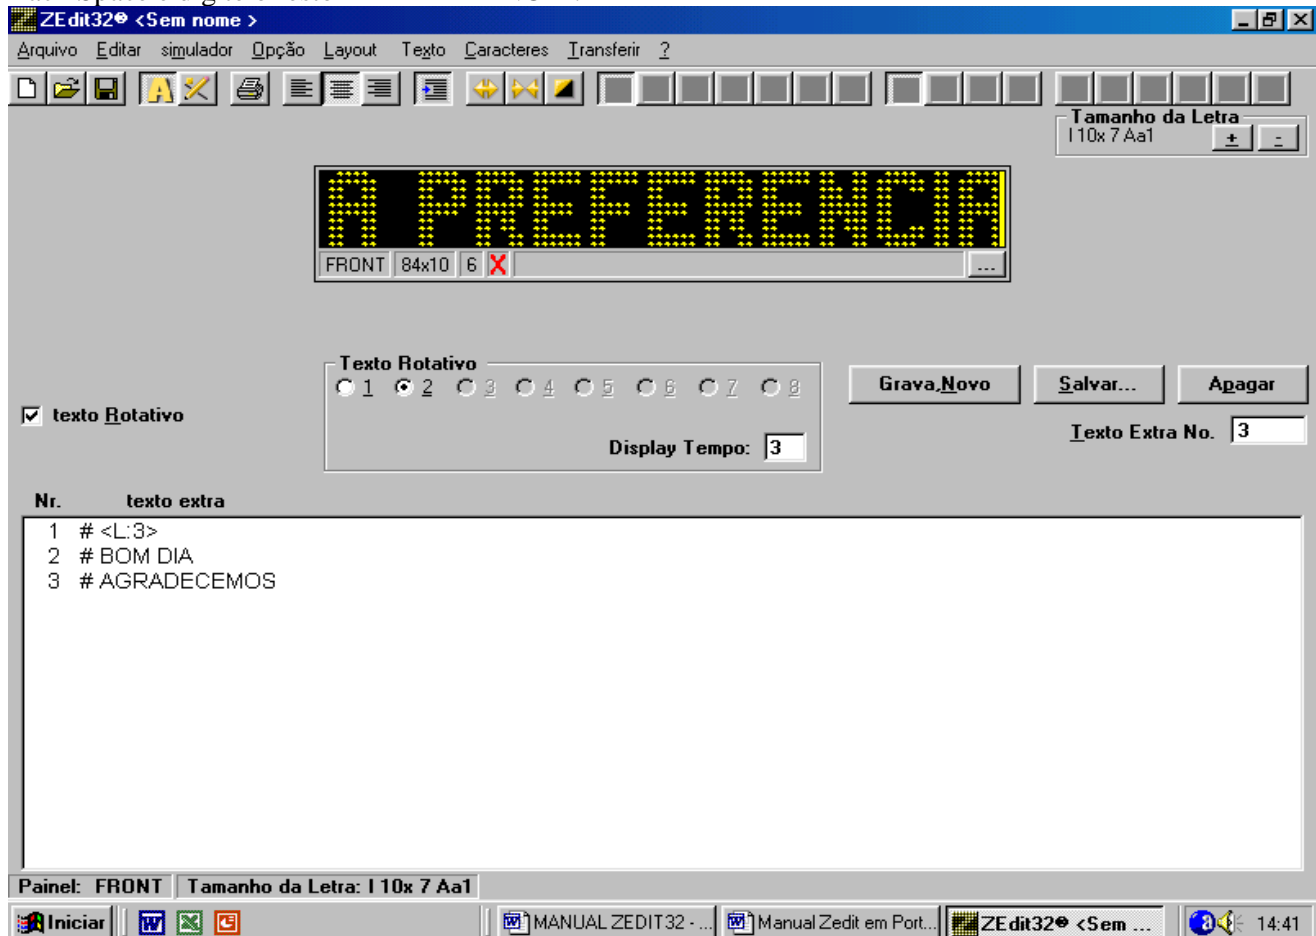 ZEdit32® <Sem nome >
Arquivo Editar simulador Opção Layout Texto Caracteres Transferir ?
Tamanho da Letra
I 10x 7 Aa1 + -
A PREFERENCIA
FRONT 84x10 6 X ...
Texto Rotativo
1 2 3 4 5 6 7 8
Grava,Novo Salvar... Apagar
texto Rotativo
Texto Extra No. 3
Display Tempo: 3
Nr. texto extra
1 # <L:3>
2 # BOM DIA
3 # AGRADECEMOS
Painel: FRONT Tamanho da Letra: I 10x 7 Aa1
Iniciar MANUAL ZEDIT32 - ... Manual Zedit em Port... ZEdit32® <Sem ... 14:41